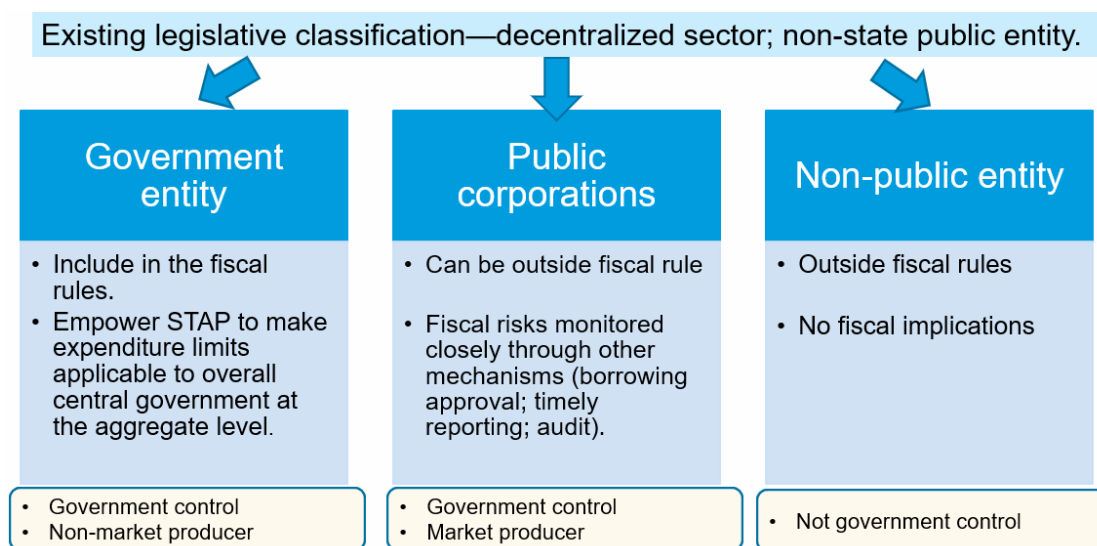 Existing legislative classification—decentralized sector; non-state public entity.
Government
entity
• Include in the fiscal
rules.
• Empower STAP to make
expenditure limits
applicable to overall
central government at
the aggregate level.
• Government control
• Non-market producer
Public
corporations
• Can be outside fiscal rule
• Fiscal risks monitored
closely through other
mechanisms (borrowing
approval; timely
reporting; audit).
• Government control
• Market producer
Non-public entity
• Outside fiscal rules
• No fiscal implications
• Not government control